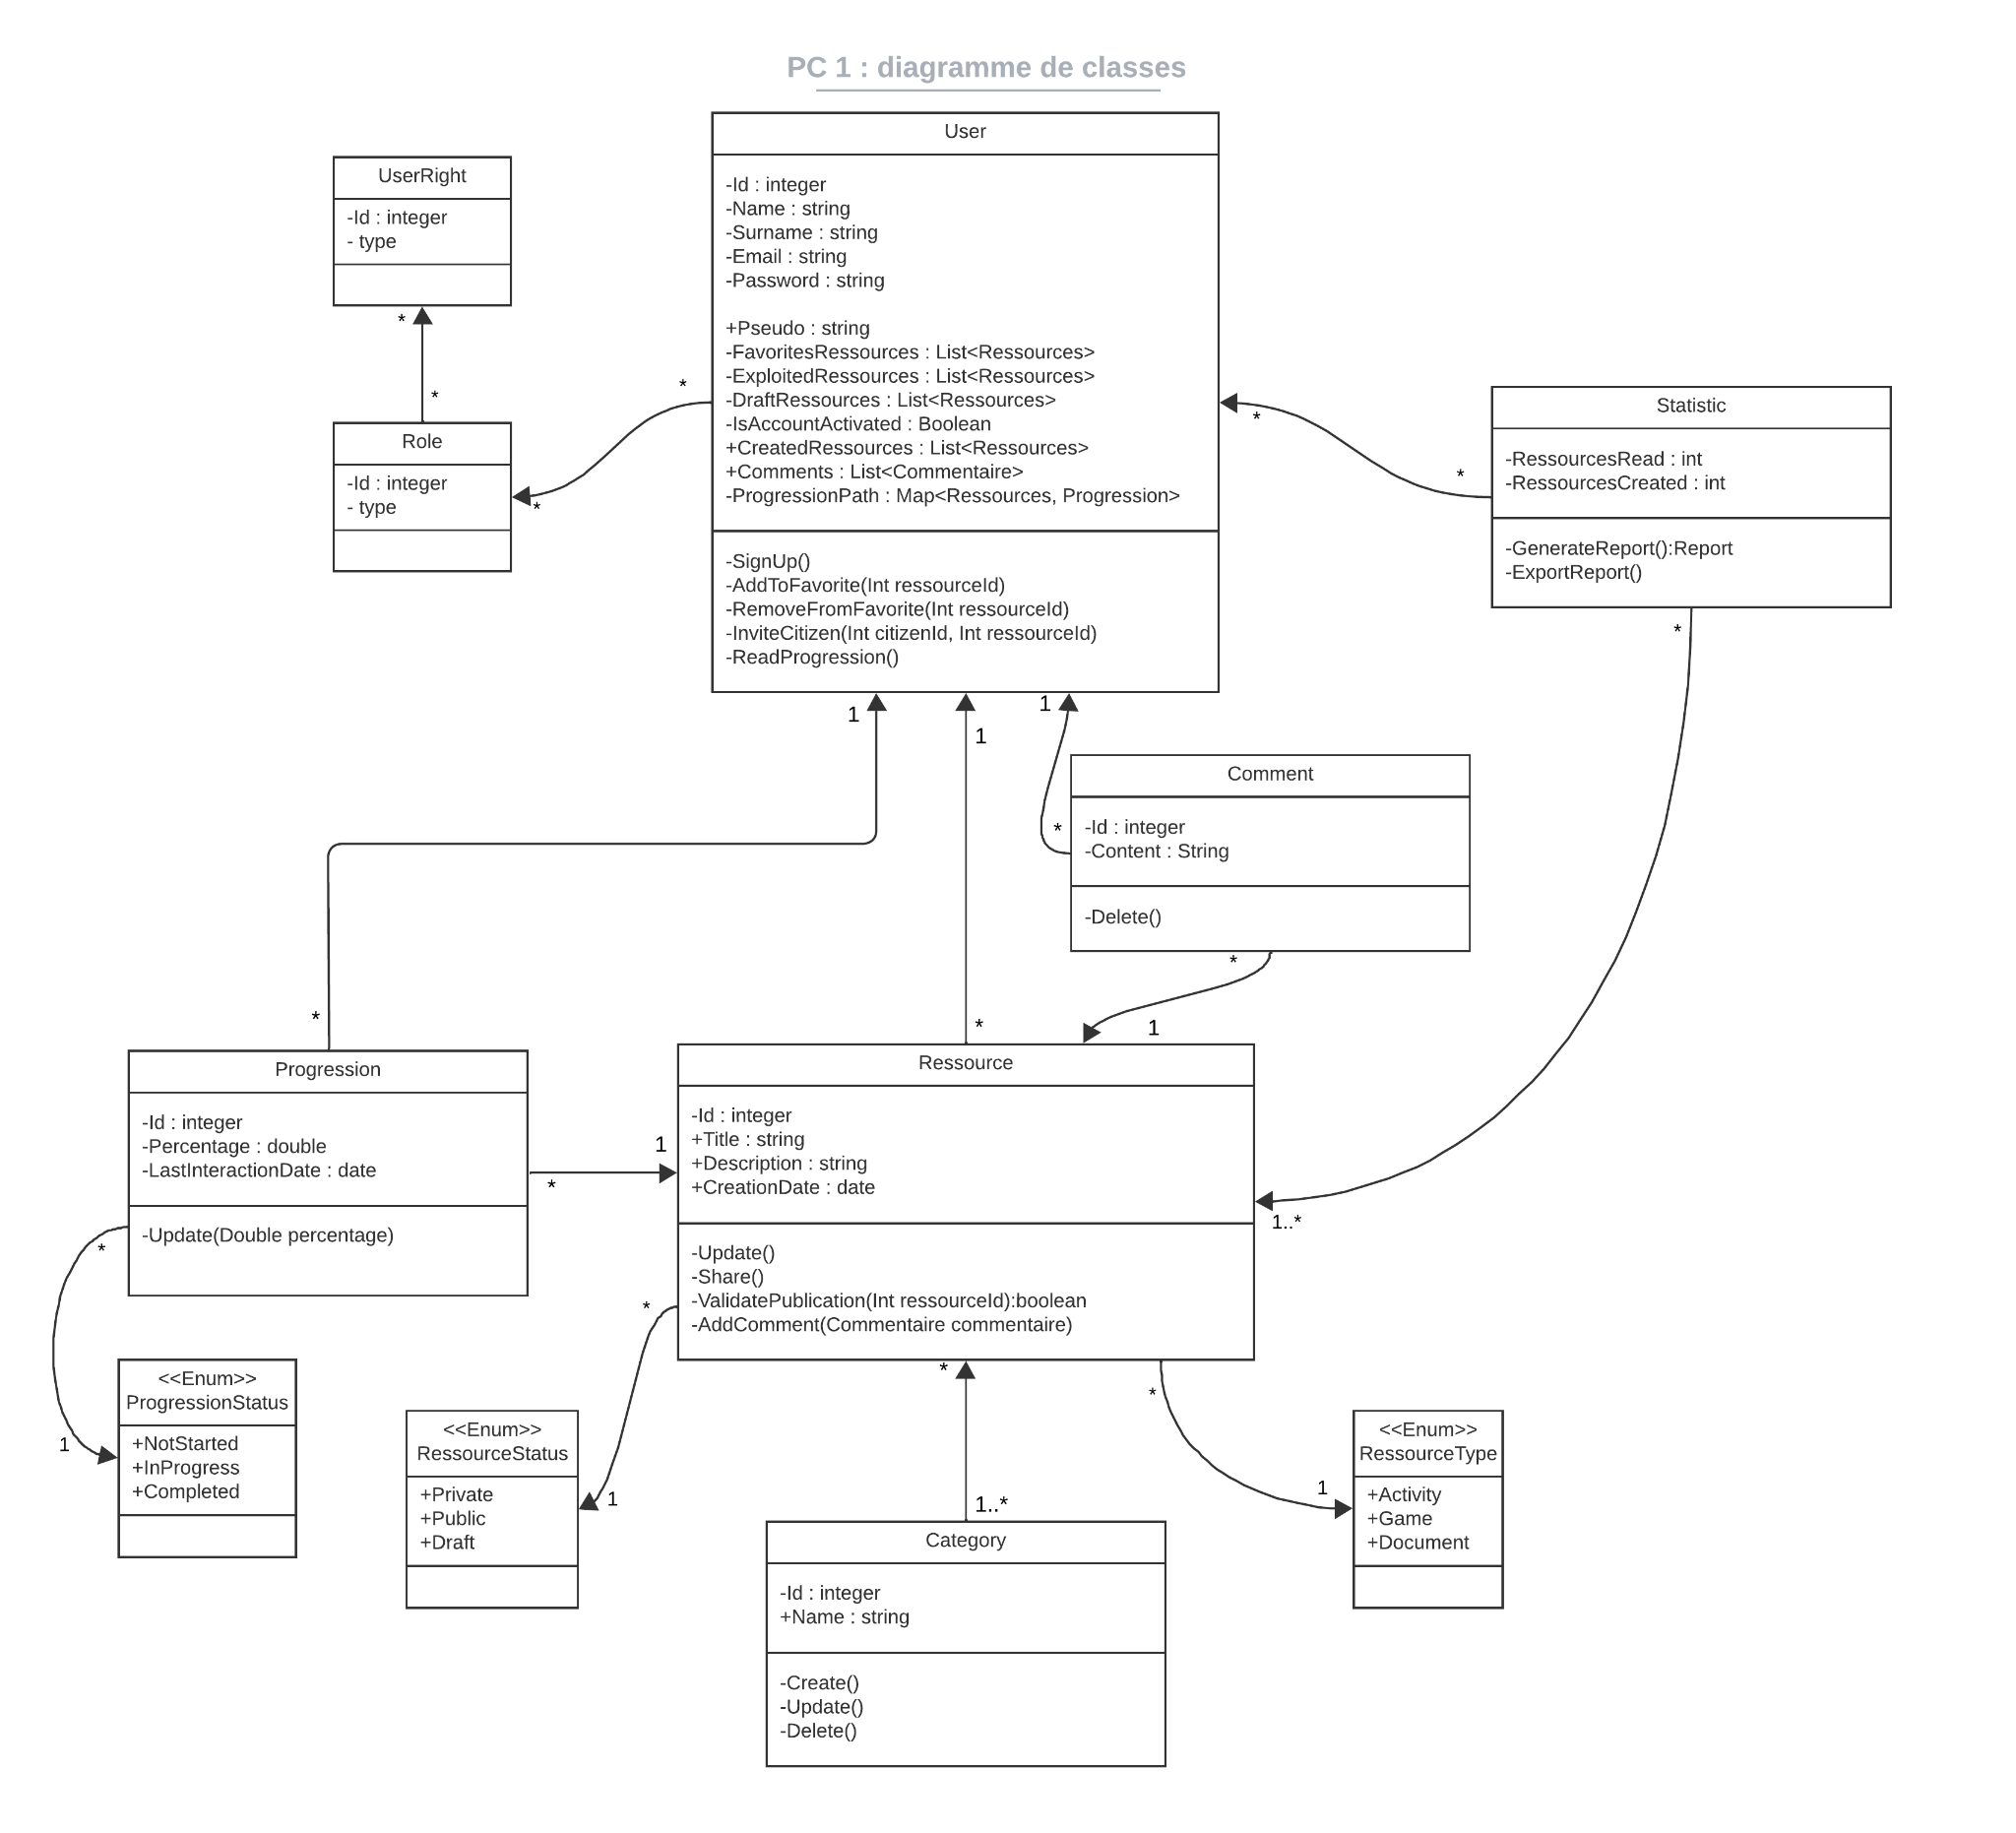 PC 1 : diagramme de classes
User
-Id : integer
-Name : string
-Surname : string
-Email : string
-Password : string
+Pseudo : string
-FavoritesRessources : List<Ressources>
-ExploitedRessources : List<Ressources>
-DraftRessources : List<Ressources>
-IsAccountActivated : Boolean
+CreatedRessources : List<Ressources>
+Comments : List<Commentaire>
-ProgressionPath : Map<Ressources, Progression>
-SignUp()
-AddToFavorite(Int ressourceId)
-RemoveFromFavorite(Int ressourceId)
-InviteCitizen(Int citizenId, Int ressourceId)
-ReadProgression()
UserRight
-Id : integer
- type
*
*
Role
-Id : integer
- type
*
*
Statistic
-RessourcesRead : int
-RessourcesCreated : int
-GenerateReport():Report
-ExportReport()
*
*
*
1..*
1
1
1
*
Comment
-Id : integer
-Content : String
-Delete()
*
1
*
*
Progression
-Id : integer
-Percentage : double
-LastInteractionDate : date
-Update(Double percentage)
*
1
Ressource
-Id : integer
+Title : string
+Description : string
+CreationDate : date
-Update()
-Share()
-ValidatePublication(Int ressourceId):boolean
-AddComment(Commentaire commentaire)
*
1
<<Enum>>
ProgressionStatus
+NotStarted
+InProgress
+Completed
*
1
<<Enum>>
RessourceStatus
+Private
+Public
+Draft
*
1..*
Category
-Id : integer
+Name : string
-Create()
-Update()
-Delete()
*
1
<<Enum>>
RessourceType
+Activity
+Game
+Document